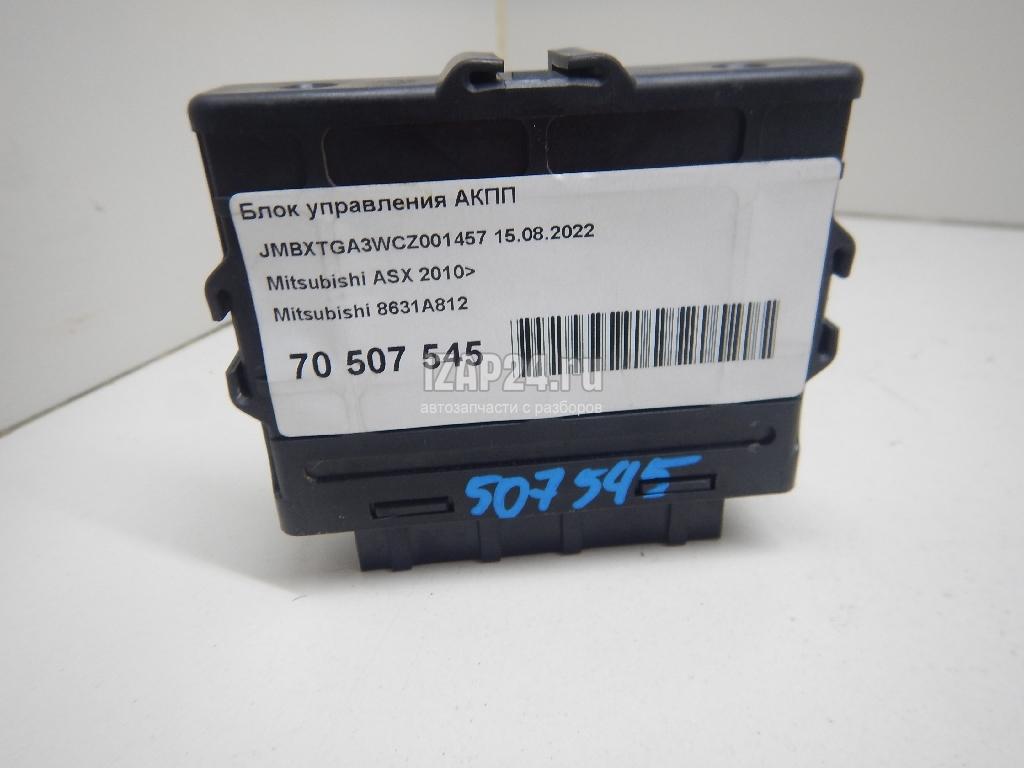 Блок управления АКПП
JMBXTGA3WCZ001457 15.08.2022
Mitsubishi ASX 2010>
Mitsubishi 8631A812
70 507 545
IZAP24.ru
автозапчасти с разборов
507545